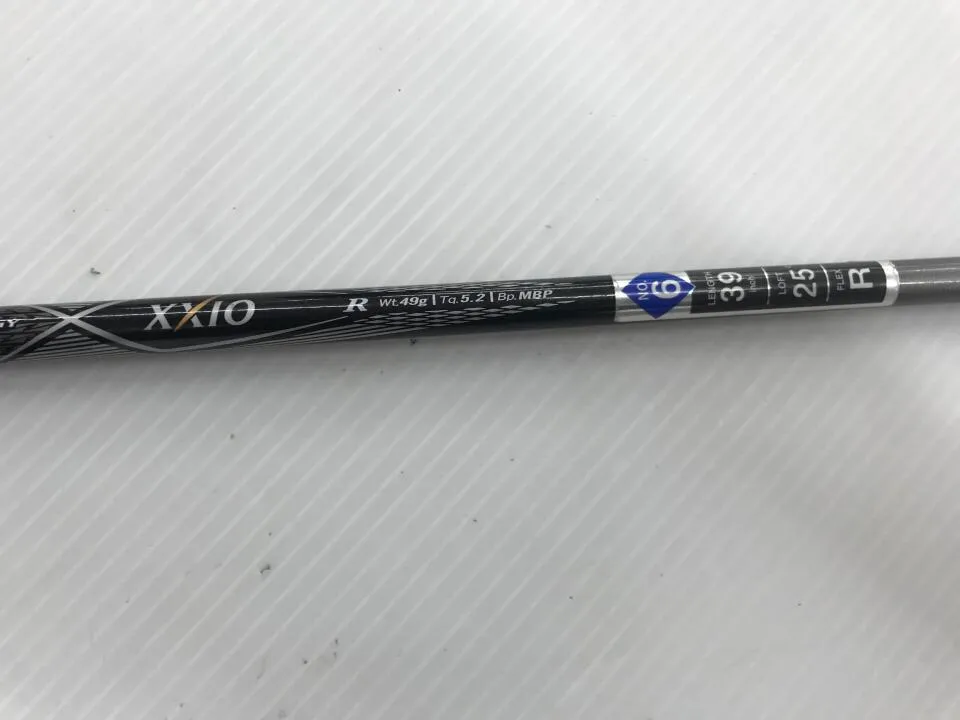 XXIO
R Wt.49g | Tq.5.2 | Bp.MBP
NO.
6
LENGTH
39
inch
LOFT
25
FLEX
R